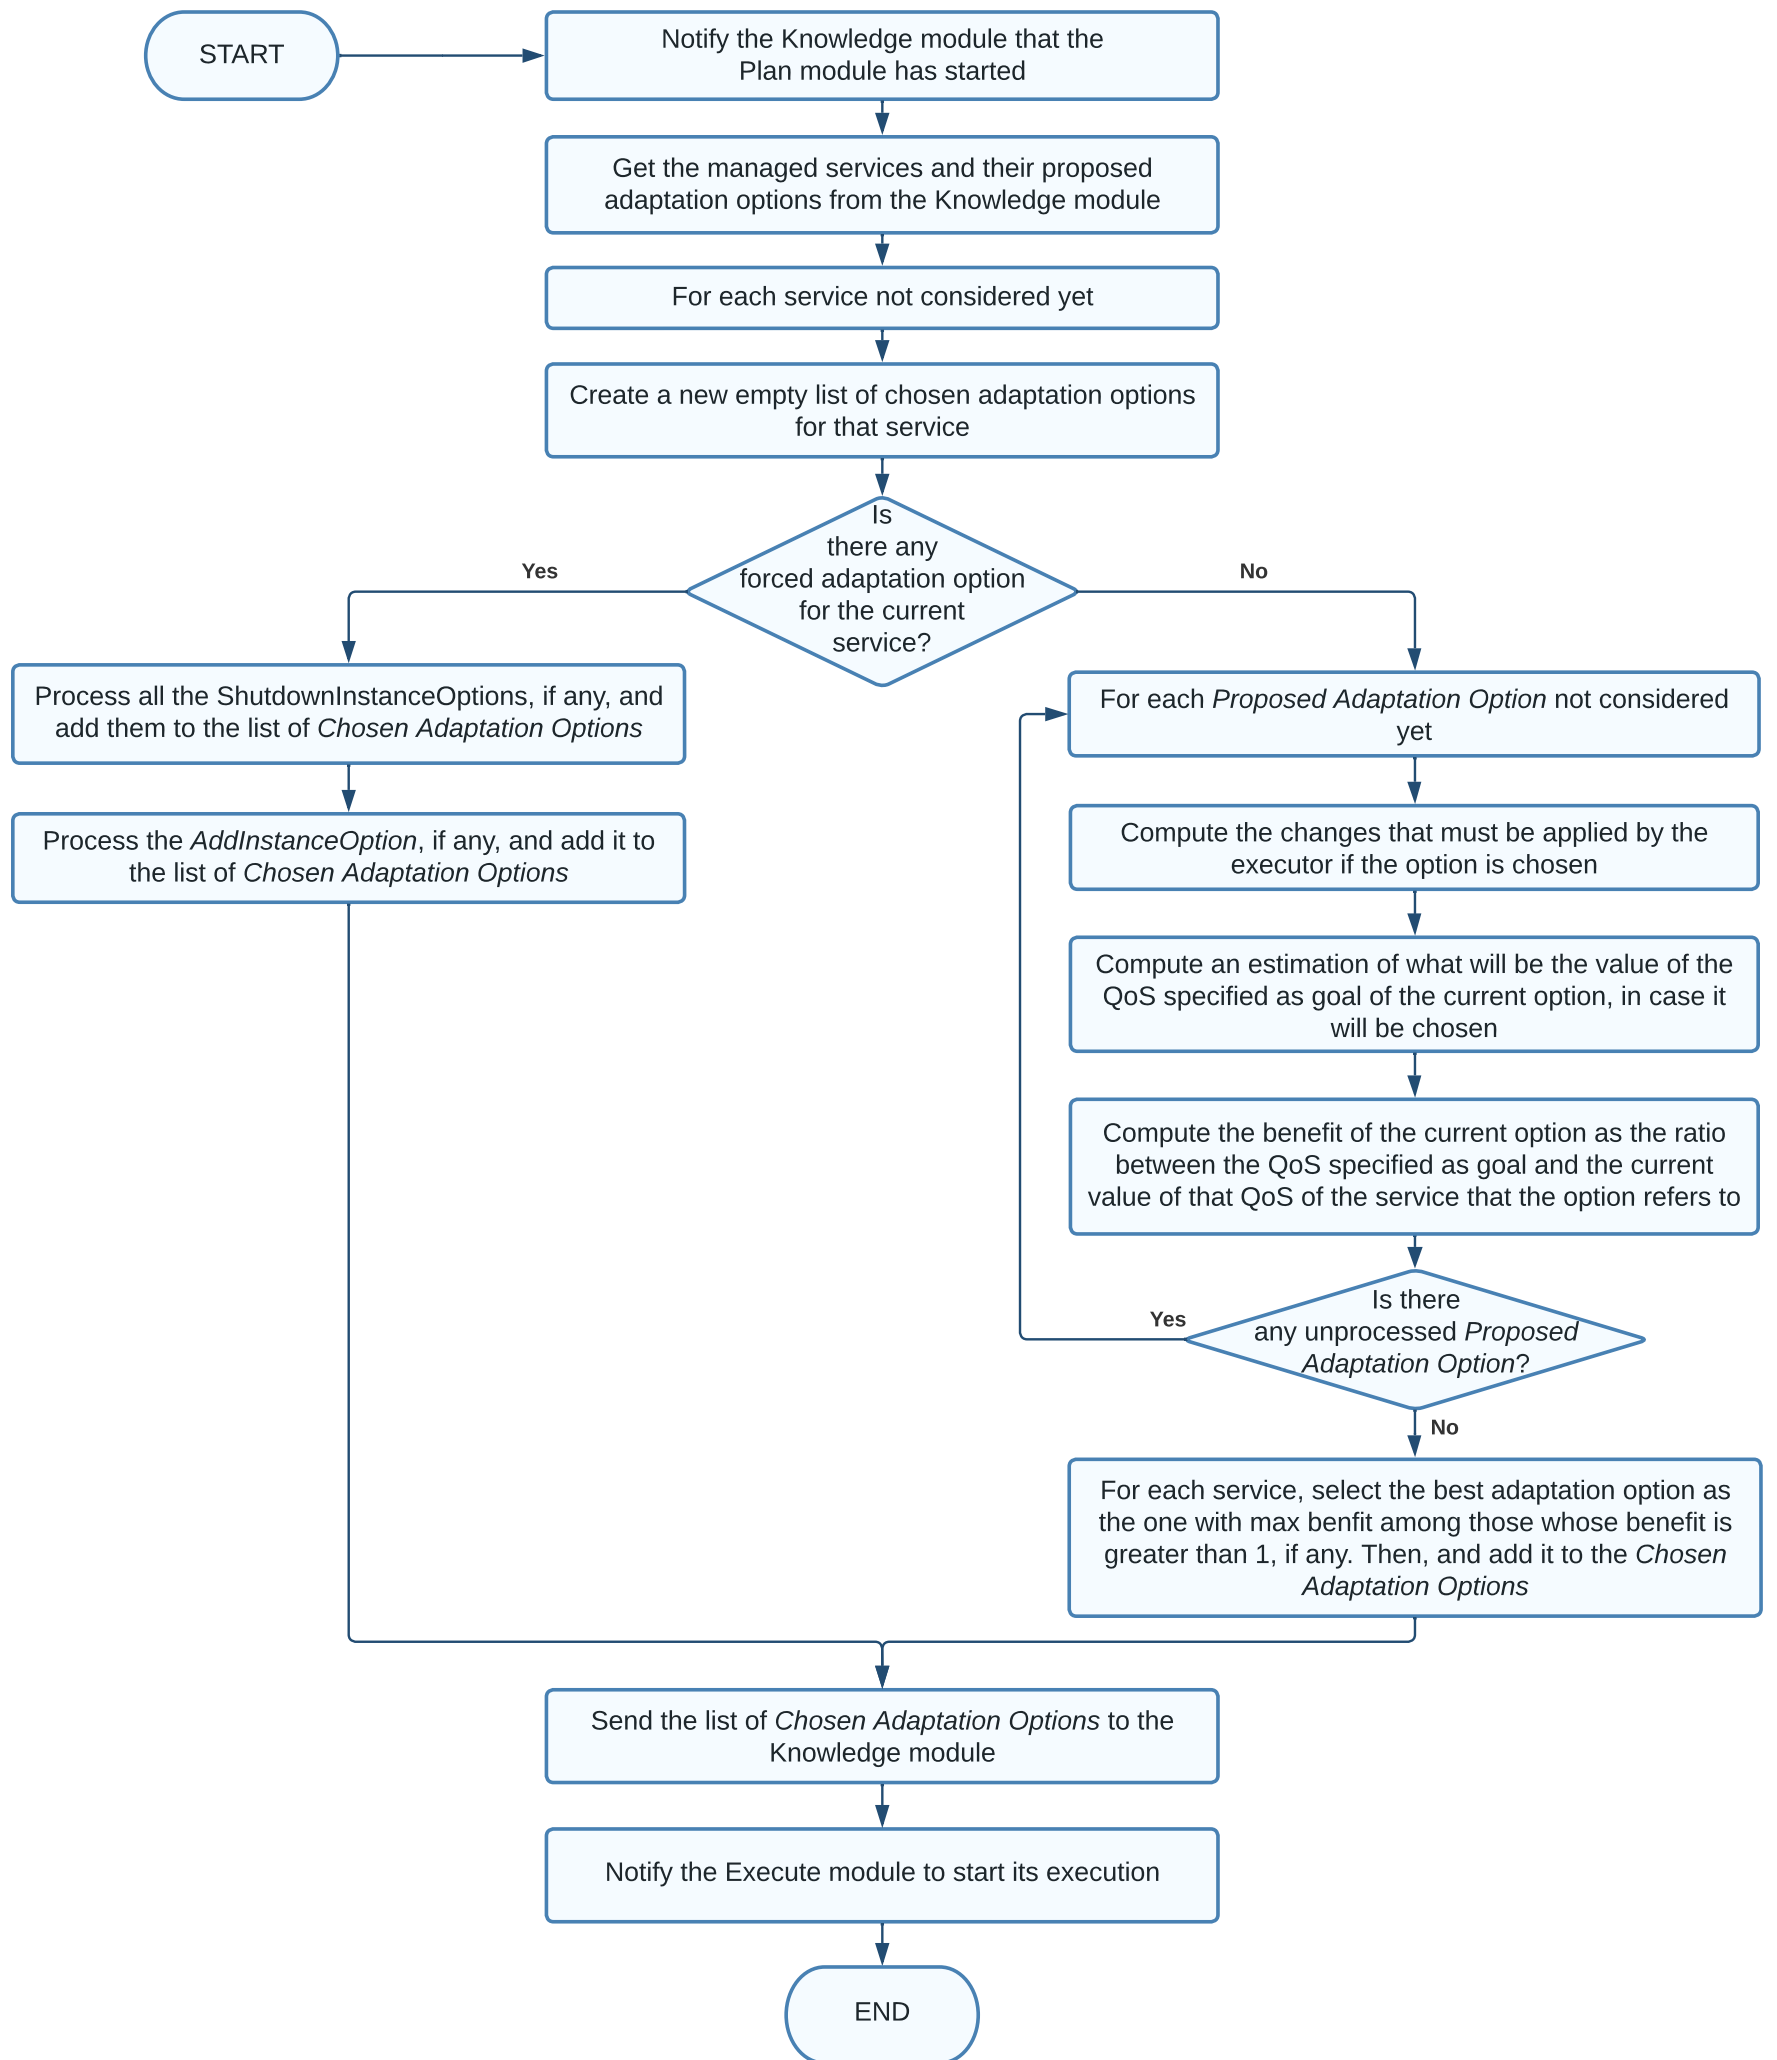 START
Notify the Knowledge module that the
Plan module has started
Get the managed services and their proposed
adaptation options from the Knowledge module
For each service not considered yet
Create a new empty list of chosen adaptation options
for that service
Is
there any
forced adaptation option
for the current
service?
Yes
No
Process all the ShutdownInstanceOptions, if any, and
add them to the list of Chosen Adaptation Options
Process the AddInstanceOption, if any, and add it to
the list of Chosen Adaptation Options
For each Proposed Adaptation Option not considered
yet
Compute the changes that must be applied by the
executor if the option is chosen
Compute an estimation of what will be the value of the
QoS specified as goal of the current option, in case it
will be chosen
Compute the benefit of the current option as the ratio
between the QoS specified as goal and the current
value of that QoS of the service that the option refers to
Is there
any unprocessed Proposed
Adaptation Option?
Yes
No
For each service, select the best adaptation option as
the one with max benfit among those whose benefit is
greater than 1, if any. Then, and add it to the Chosen
Adaptation Options
Send the list of Chosen Adaptation Options to the
Knowledge module
Notify the Execute module to start its execution
END